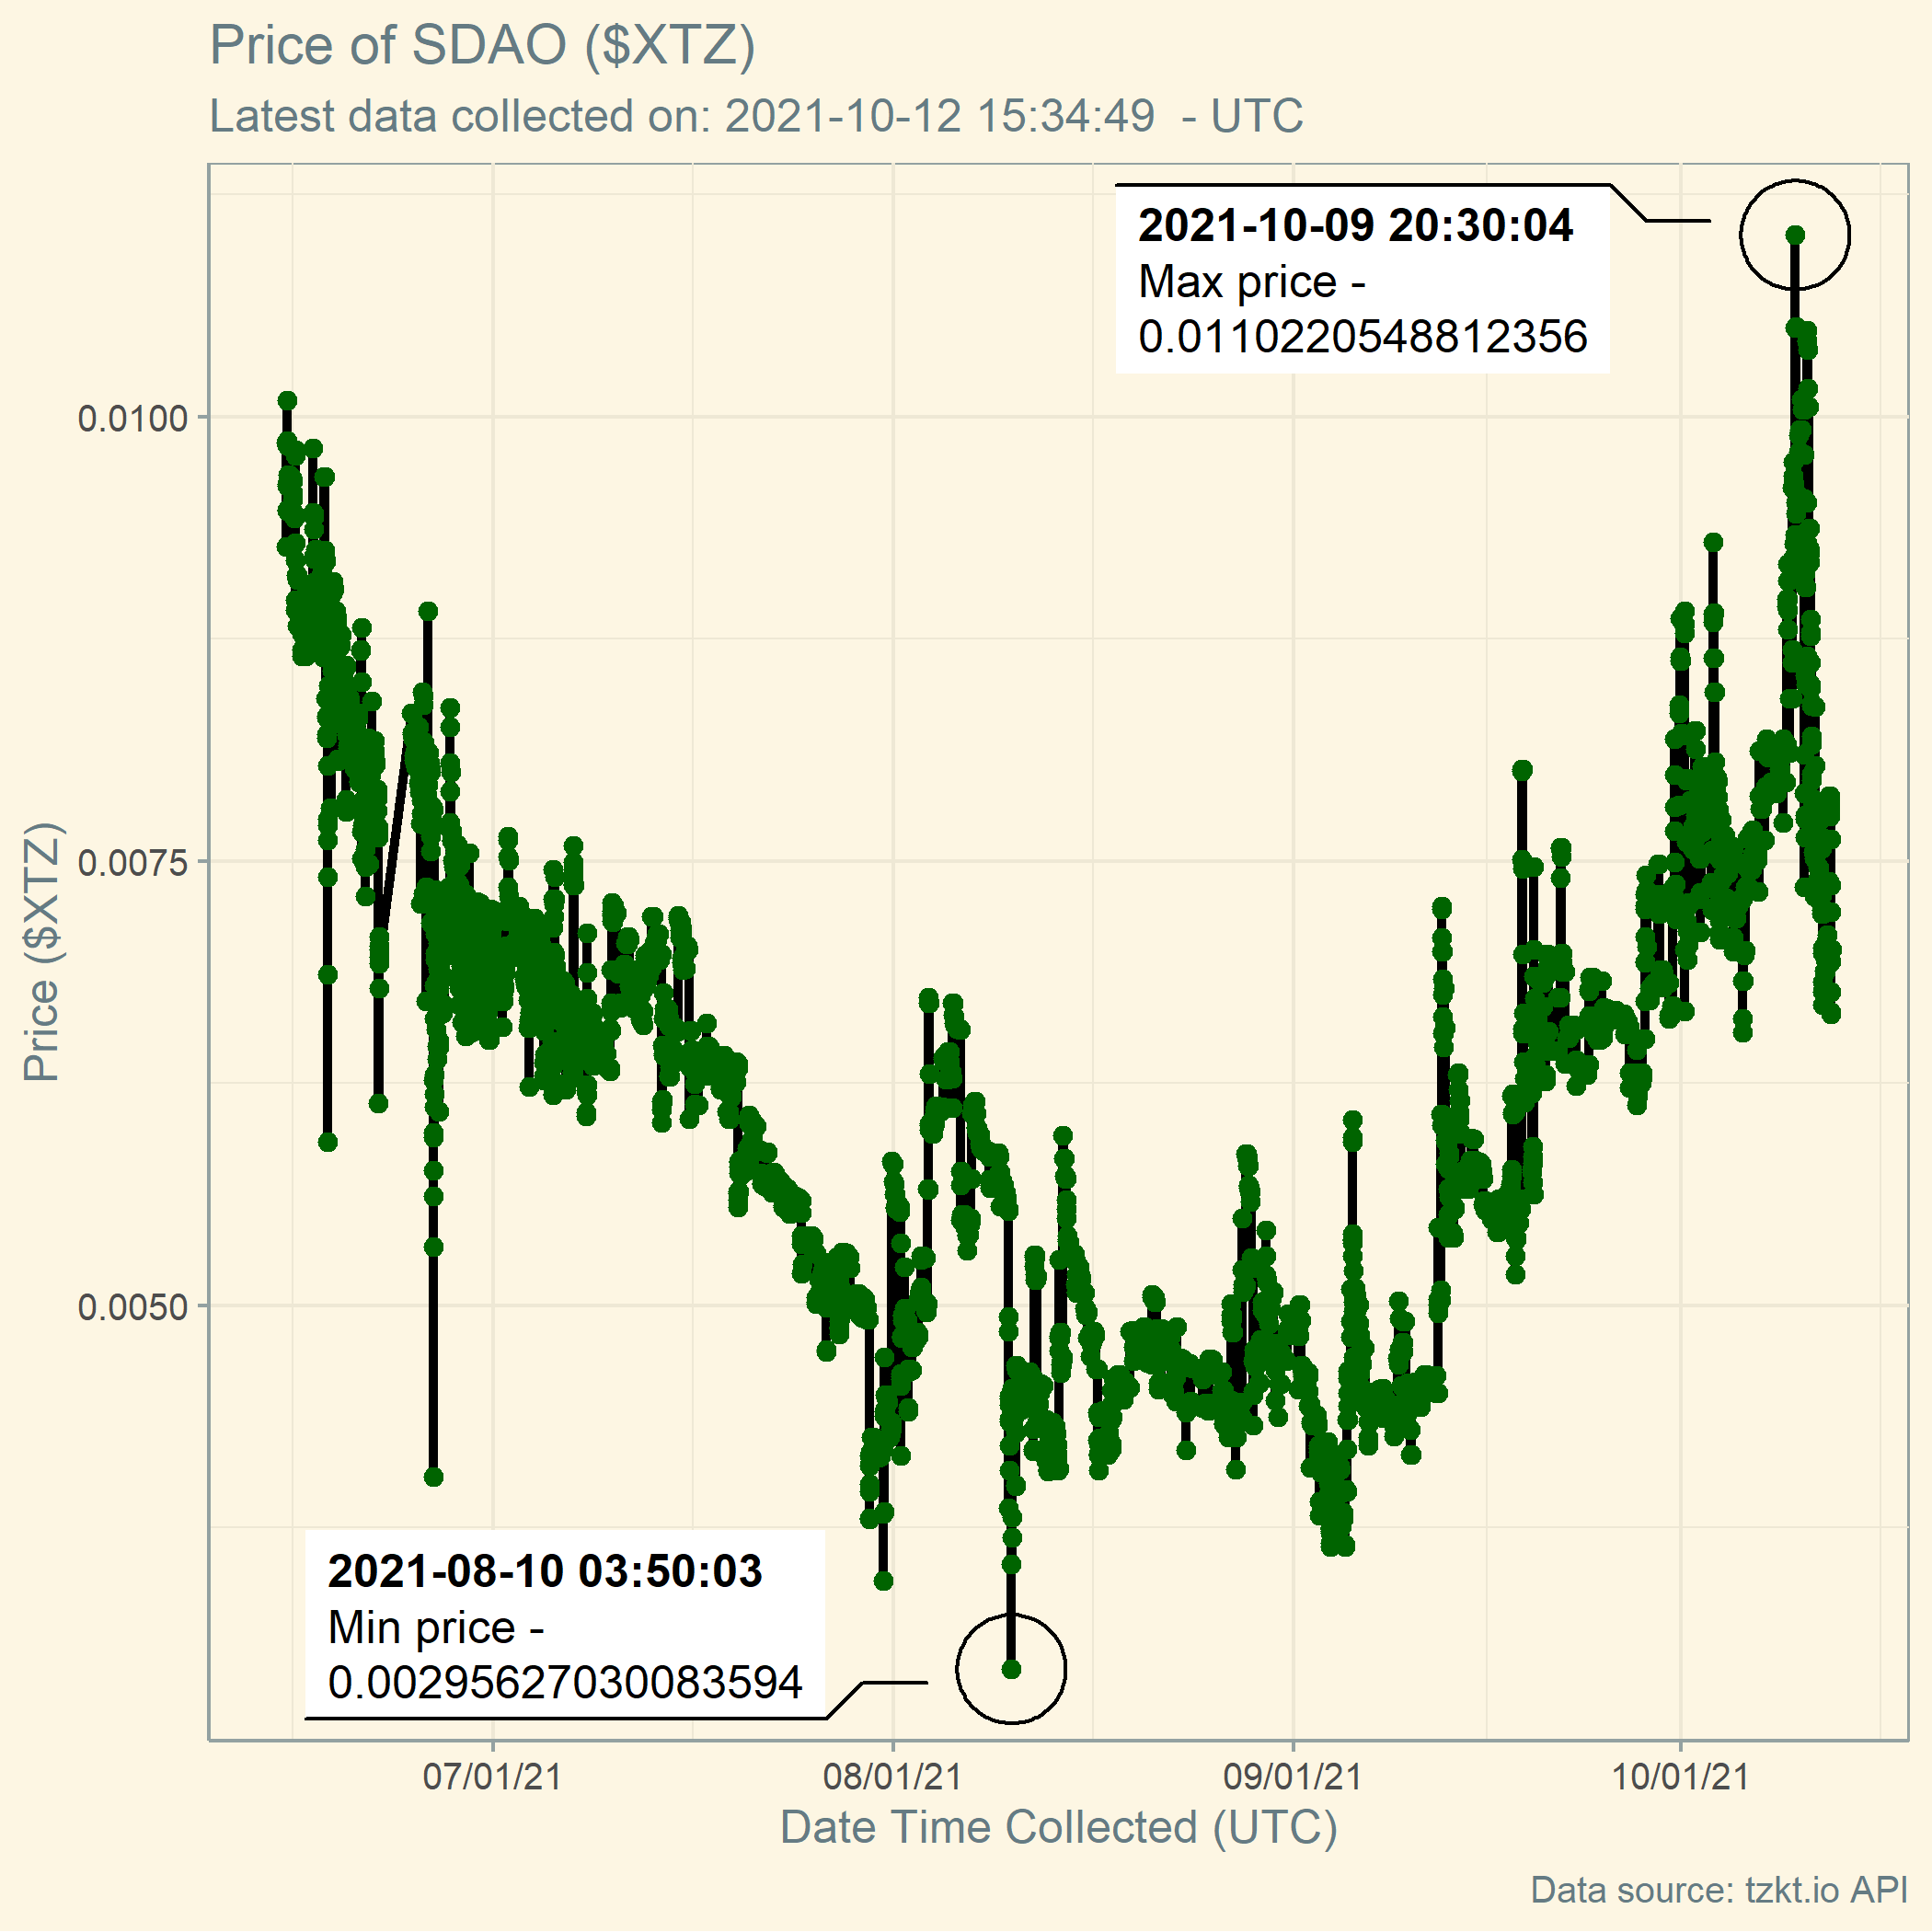 Price of SDAO ($XTZ)
Latest data collected on: 2021-10-12 15:34:49  - UTC
2021-10-09 20:30:04
Max price -
0.0110220548812356
0.0100
0.0075
0.0050
Price ($XTZ)
2021-08-10 03:50:03
Min price -
0.00295627030083594
07/01/21
08/01/21
09/01/21
10/01/21
Date Time Collected (UTC)
Data source: tzkt.io API